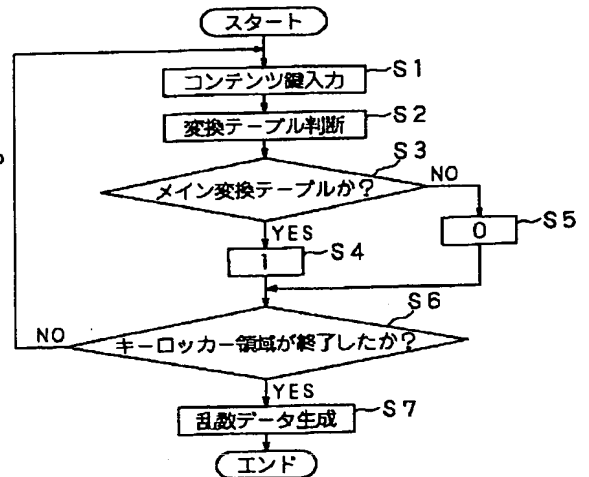 スタート
コンテンツ鍵入力
S1
変換テーブル判断
S2
S3
メイン変換テーブルか?
NO
YES
1
S4
0
S5
S6
キーロッカー領域が終了したか?
NO
YES
乱数データ生成
S7
エンド